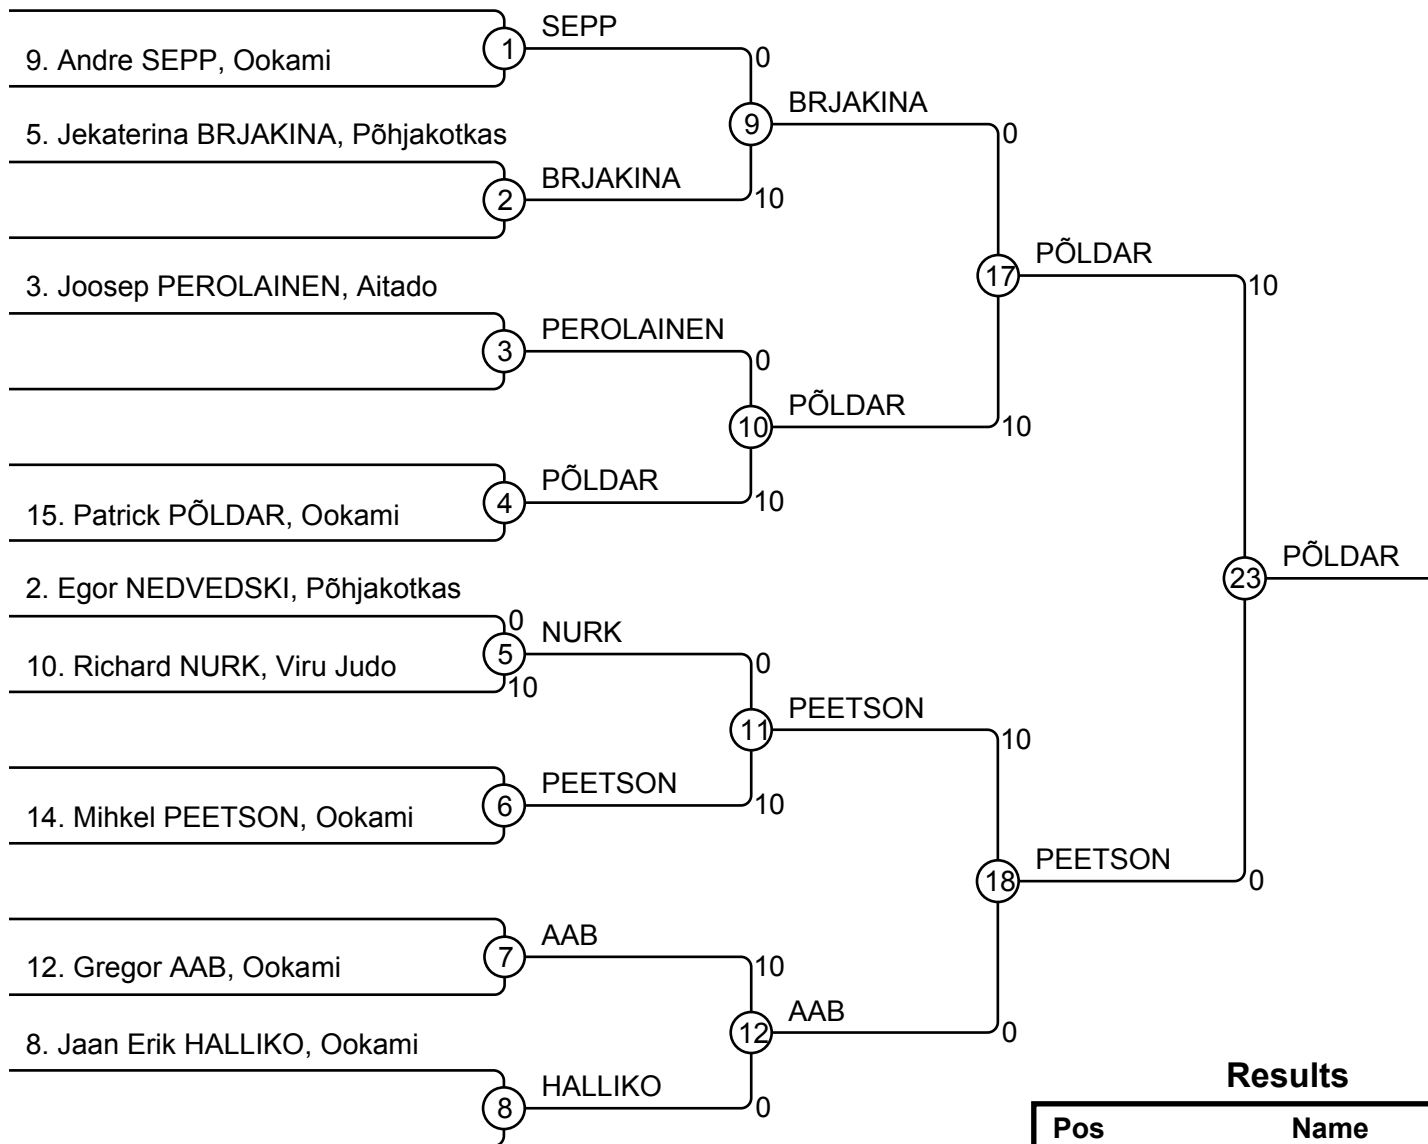 SEPP
9. Andre SEPP, Ookami
1
0
BRJAKINA
9
0
5. Jekaterina BRJAKINA, Põhjakotkas
BRJAKINA
2
10
PÕLDAR
17
10
3. Joosep PEROLAINEN, Aitado
PEROLAINEN
3
0
PÕLDAR
10
10
PÕLDAR
4
10
15. Patrick PÕLDAR, Ookami
PÕLDAR
23
2. Egor NEDVEDSKI, Põhjakotkas
0
NURK
5
0
10. Richard NURK, Viru Judo
10
PEETSON
11
10
PEETSON
6
10
14. Mihkel PEETSON, Ookami
PEETSON
18
0
AAB
7
10
12. Gregor AAB, Ookami
AAB
12
0
8. Jaan Erik HALLIKO, Ookami
HALLIKO
8
0
Results
Pos Name